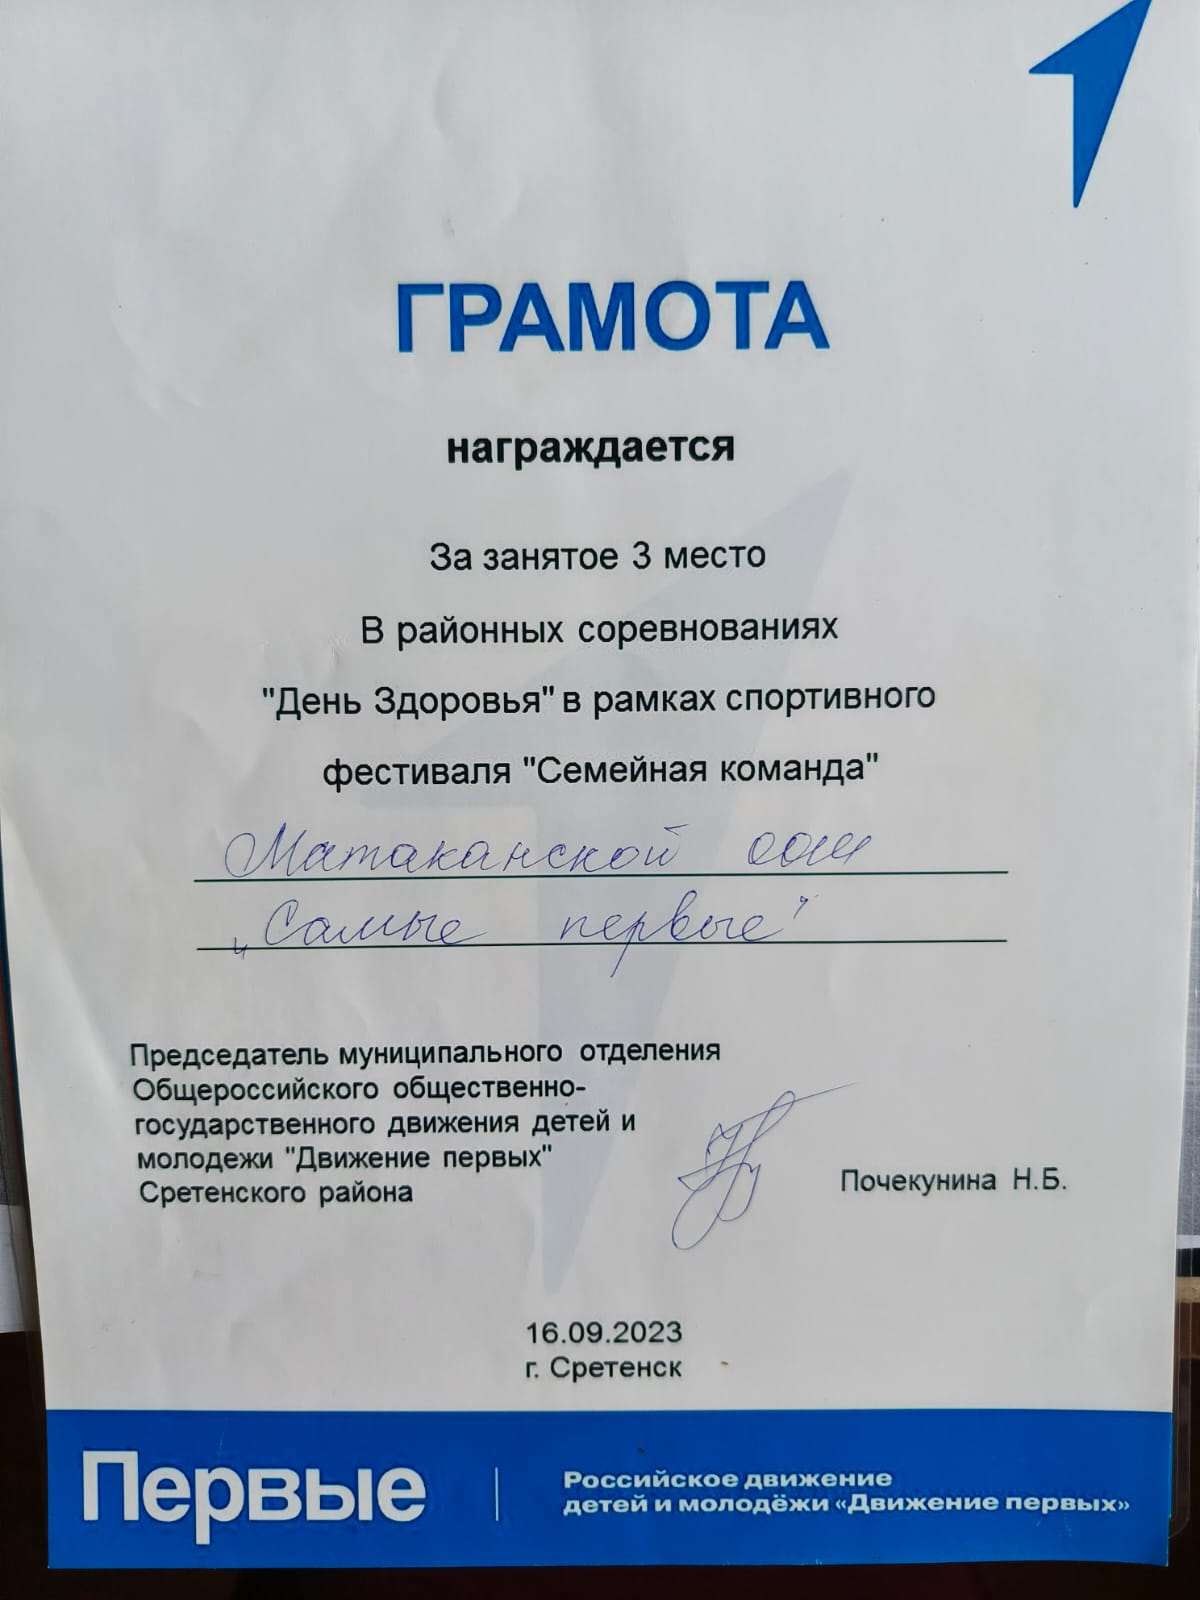 ГРАМОТА
награждается
За занятое 3 место
В районных соревнованиях
"День Здоровья" в рамках спортивного
фестиваля "Семейная команда"
Матаканской оош
„Самые первые"
Председатель муниципального отделения
Общероссийского общественно-
государственного движения детей и
молодежи "Движение первых"
Сретенского района
Почекунина Н.Б.
16.09.2023
г. Сретенск
Первые
Российское движение
детей и молодёжи «Движение первых»